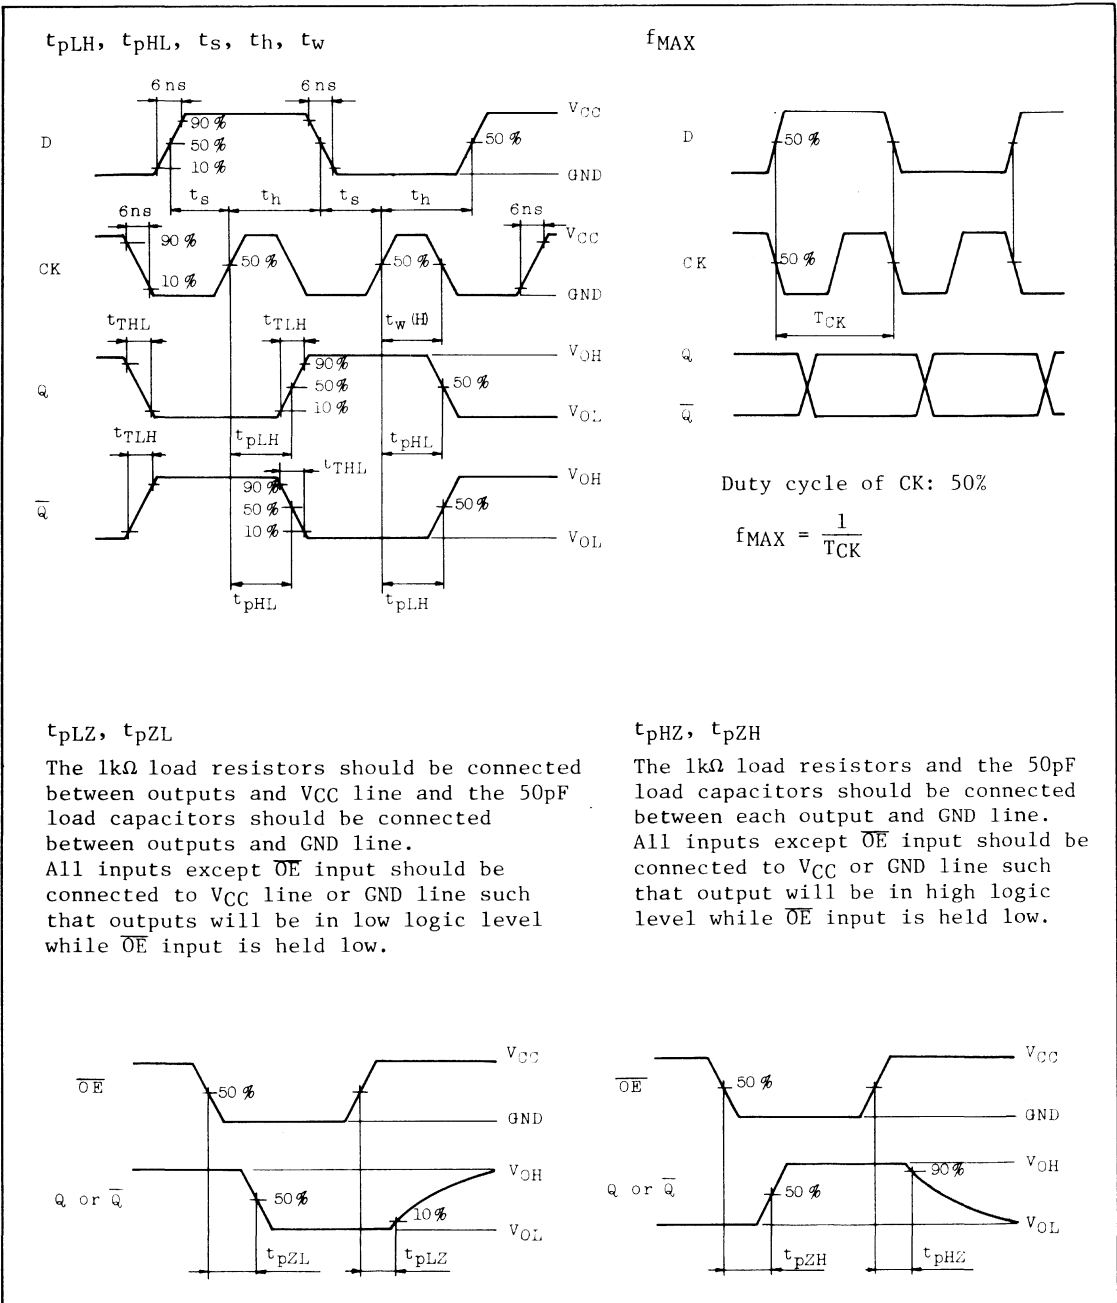 tpLH, tpHL, ts, th, tw
6 ns
6 ns
VCC
D
90 %
50 %
10 %
50 %
GND
ts
th
ts
th
6ns
6ns
VCC
CK
90 %
10 %
50 %
50 %
GND
tTHL
tTLH
tw (H)
VOH
Q
90 %
50 %
10 %
50 %
VOL
tTLH
tpLH
tpHL
tTHL
VOH
Q̅
90 %
50 %
10 %
50 %
VOL
tpHL
tpLH
fMAX
D
50 %
CK
50 %
TCK
Q
Q̅
Duty cycle of CK: 50%
fMAX = 1
TCK
tpLZ, tpZL
The 1kΩ load resistors should be connected
between outputs and VCC line and the 50pF
load capacitors should be connected
between outputs and GND line.
All inputs except O̅E̅ input should be
connected to VCC line or GND line such
that outputs will be in low logic level
while O̅E̅ input is held low.
tpHZ, tpZH
The 1kΩ load resistors and the 50pF
load capacitors should be connected
between each output and GND line.
All inputs except O̅E̅ input should be
connected to VCC or GND line such
that output will be in high logic
level while O̅E̅ input is held low.
VCC
O̅E̅
50 %
GND
VOH
Q or Q̅
50 %
10 %
VOL
tpZL
tpLZ
VCC
O̅E̅
50 %
GND
VOH
Q or Q̅
50 %
90 %
VOL
tpZH
tpHZ